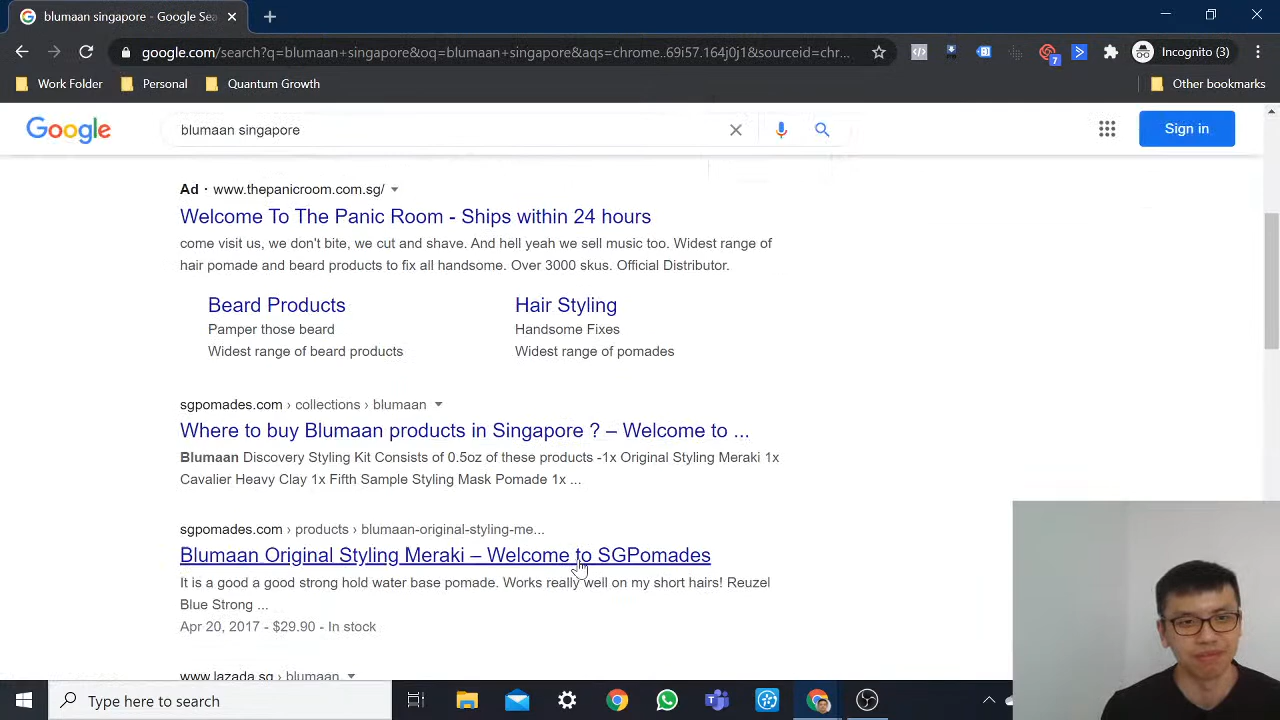 blumaan singapore - Google Sea
google.com/search?q=blumaan+singapore&oq=blumaan+singapore&aqs=chrome..69i57.164j0j1&sourceid=chr...
7
Incognito (3)
Work Folder
Personal
Quantum Growth
Other bookmarks
Google
blumaan singapore
Sign in
Ad · www.thepanicroom.com.sg/
Welcome To The Panic Room - Ships within 24 hours
come visit us, we don't bite, we cut and shave. And hell yeah we sell music too. Widest range of
hair pomade and beard products to fix all handsome. Over 3000 skus. Official Distributor.
Beard Products
Pamper those beard
Widest range of beard products
Hair Styling
Handsome Fixes
Widest range of pomades
sgpomades.com › collections › blumaan
Where to buy Blumaan products in Singapore ? – Welcome to ...
Blumaan Discovery Styling Kit Consists of 0.5oz of these products -1x Original Styling Meraki 1x
Cavalier Heavy Clay 1x Fifth Sample Styling Mask Pomade 1x ...
sgpomades.com › products › blumaan-original-styling-me...
Blumaan Original Styling Meraki – Welcome to SGPomades
It is a good a good strong hold water base pomade. Works really well on my short hairs! Reuzel
Blue Strong ...
Apr 20, 2017 - $29.90 - In stock
www.lazada.sg › blumaan
Type here to search